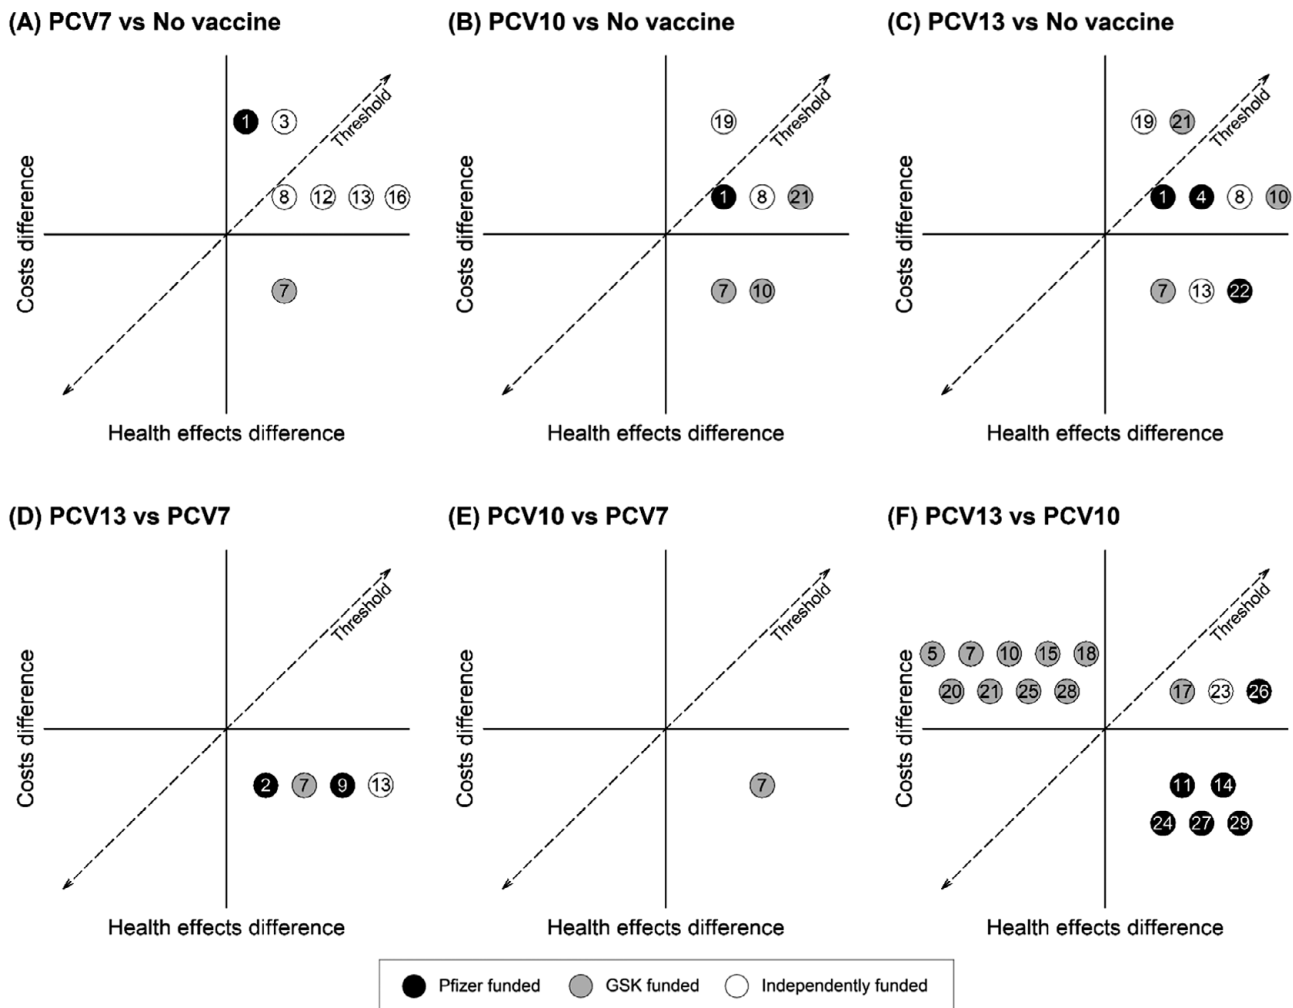 (A) PCV7 vs No vaccine
Threshold
1 3
8 12 13 16
7
Costs difference
Health effects difference
(B) PCV10 vs No vaccine
Threshold
19
1 8 21
7 10
Costs difference
Health effects difference
(C) PCV13 vs No vaccine
Threshold
19 21
1 4 8 10
7 13 22
Costs difference
Health effects difference
(D) PCV13 vs PCV7
Threshold
2 7 9 13
Costs difference
Health effects difference
(E) PCV10 vs PCV7
Threshold
7
Costs difference
Health effects difference
(F) PCV13 vs PCV10
Threshold
5 7 10 15 18
20 21 25 28
17 23 26
11 14
24 27 29
Costs difference
Health effects difference
Pfizer funded
GSK funded
Independently funded